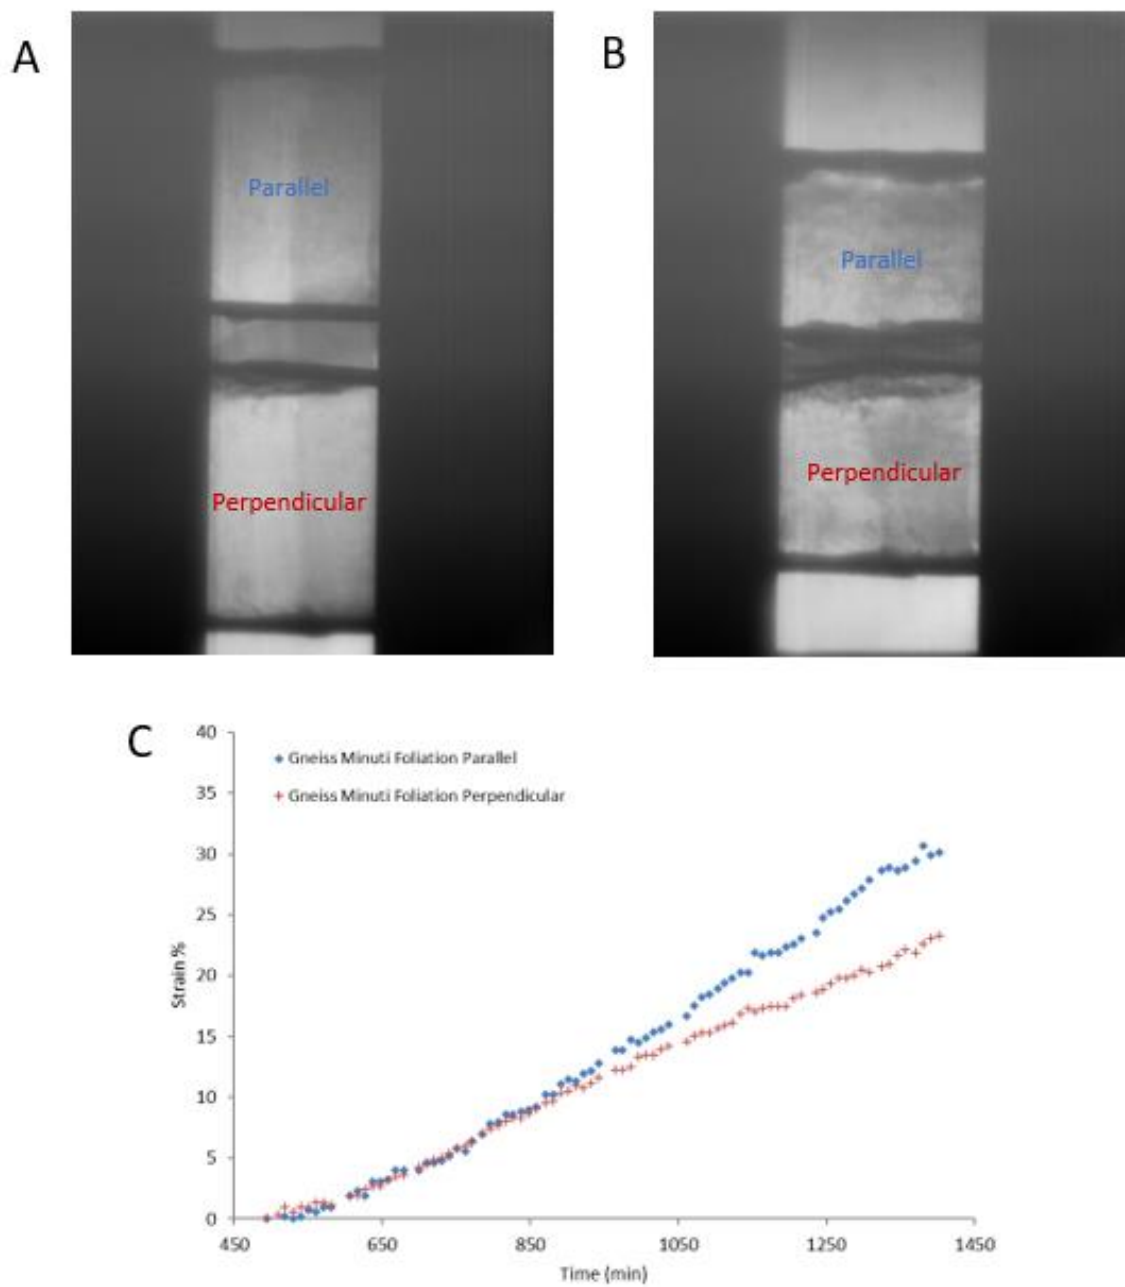 A
B
Parallel
Parallel
Perpendicular
Perpendicular
C
40
35
30
25
20
15
10
5
0
Strain %
Gneiss Minuti Foliation Parallel
Gneiss Minuti Foliation Perpendicular
450 650 850 1050 1250 1450
Time (min)